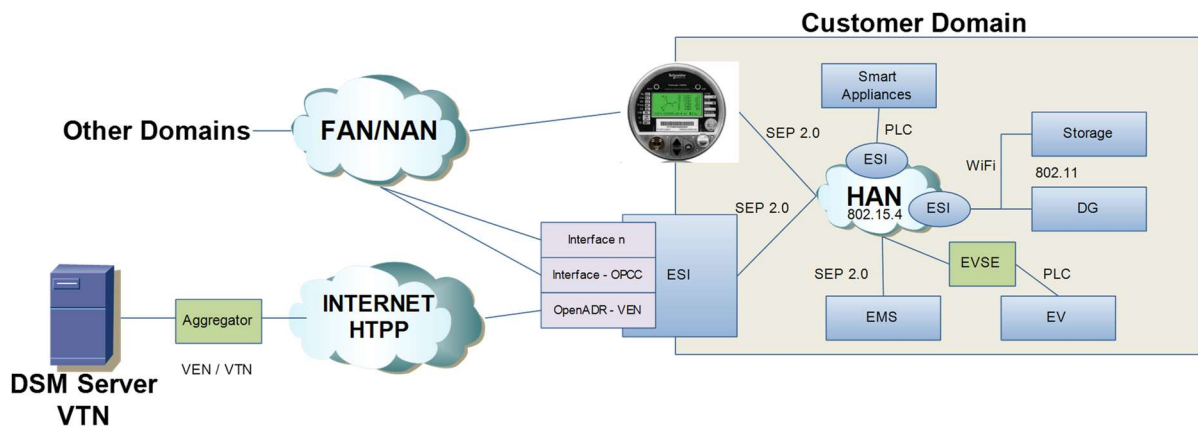 Customer Domain
Smart
Appliances
Other Domains
FAN/NAN
SEP 2.0
PLC
ESI
Storage
WiFi
802.11
HAN
802.15.4
ESI
DG
SEP 2.0
Interface n
Interface - OPCC
OpenADR - VEN
ESI
SEP 2.0
EVSE
PLC
EMS
EV
INTERNET
HTPP
Aggregator
VEN / VTN
DSM Server
VTN